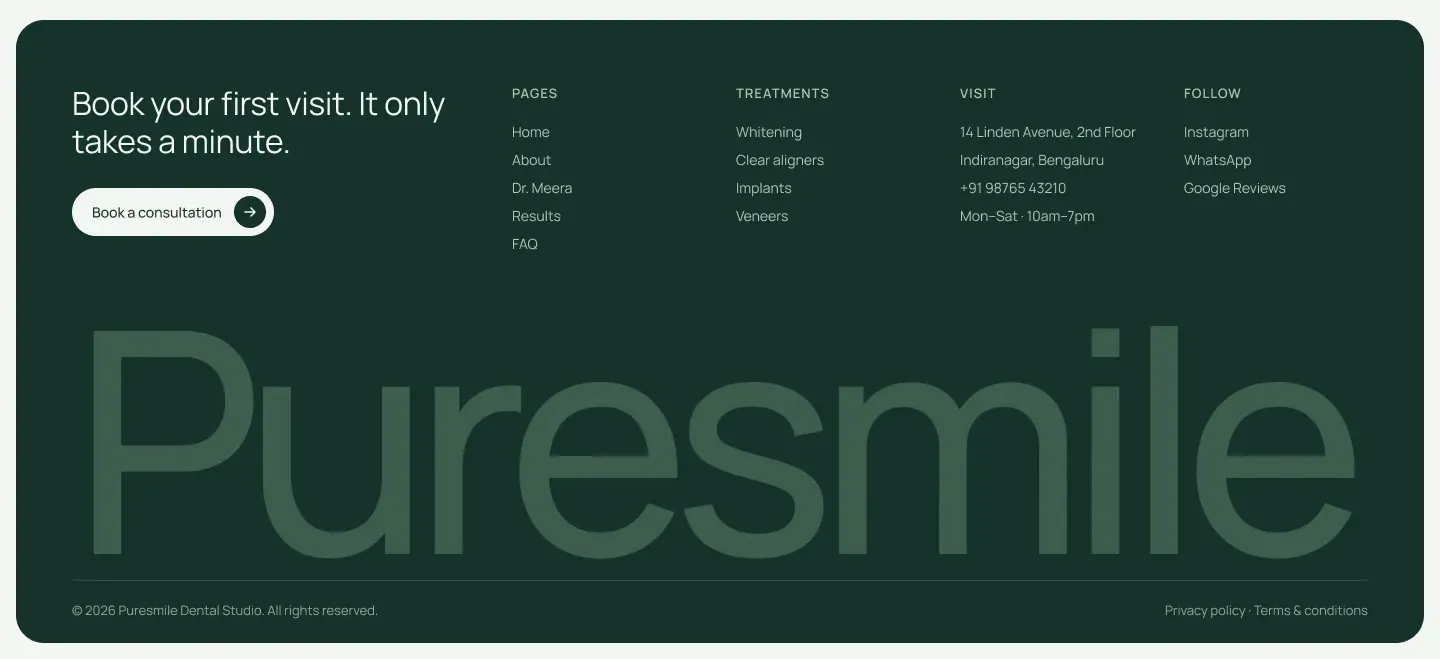 Book your first visit. It only
takes a minute.
Book a consultation
PAGES
Home
About
Dr. Meera
Results
FAQ
TREATMENTS
Whitening
Clear aligners
Implants
Veneers
VISIT
14 Linden Avenue, 2nd Floor
Indiranagar, Bengaluru
+91 98765 43210
Mon–Sat · 10am–7pm
FOLLOW
Instagram
WhatsApp
Google Reviews
Puresmile
© 2026 Puresmile Dental Studio. All rights reserved.
Privacy policy · Terms & conditions